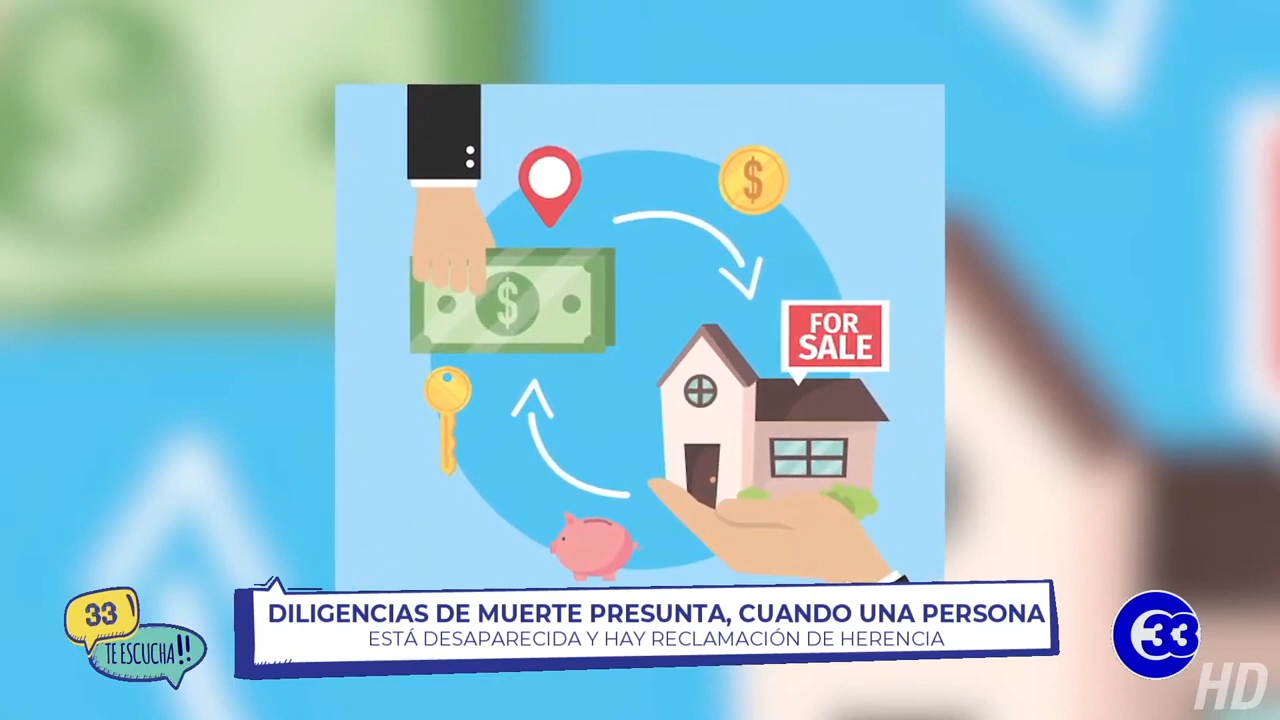 FOR
SALE
33
TE ESCUCHA!!
DILIGENCIAS DE MUERTE PRESUNTA, CUANDO UNA PERSONA
ESTÁ DESAPARECIDA Y HAY RECLAMACIÓN DE HERENCIA
33
HD